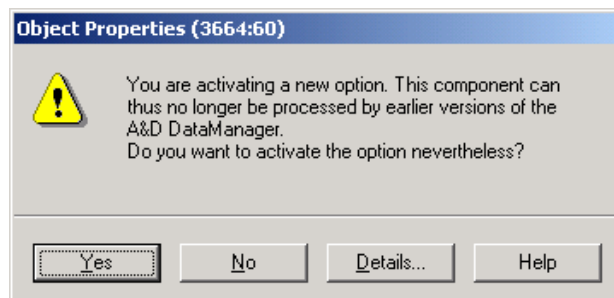 Object Properties (3664:60)
You are activating a new option. This component can
thus no longer be processed by earlier versions of the
A&D DataManager.
Do you want to activate the option nevertheless?
Yes No Details... Help